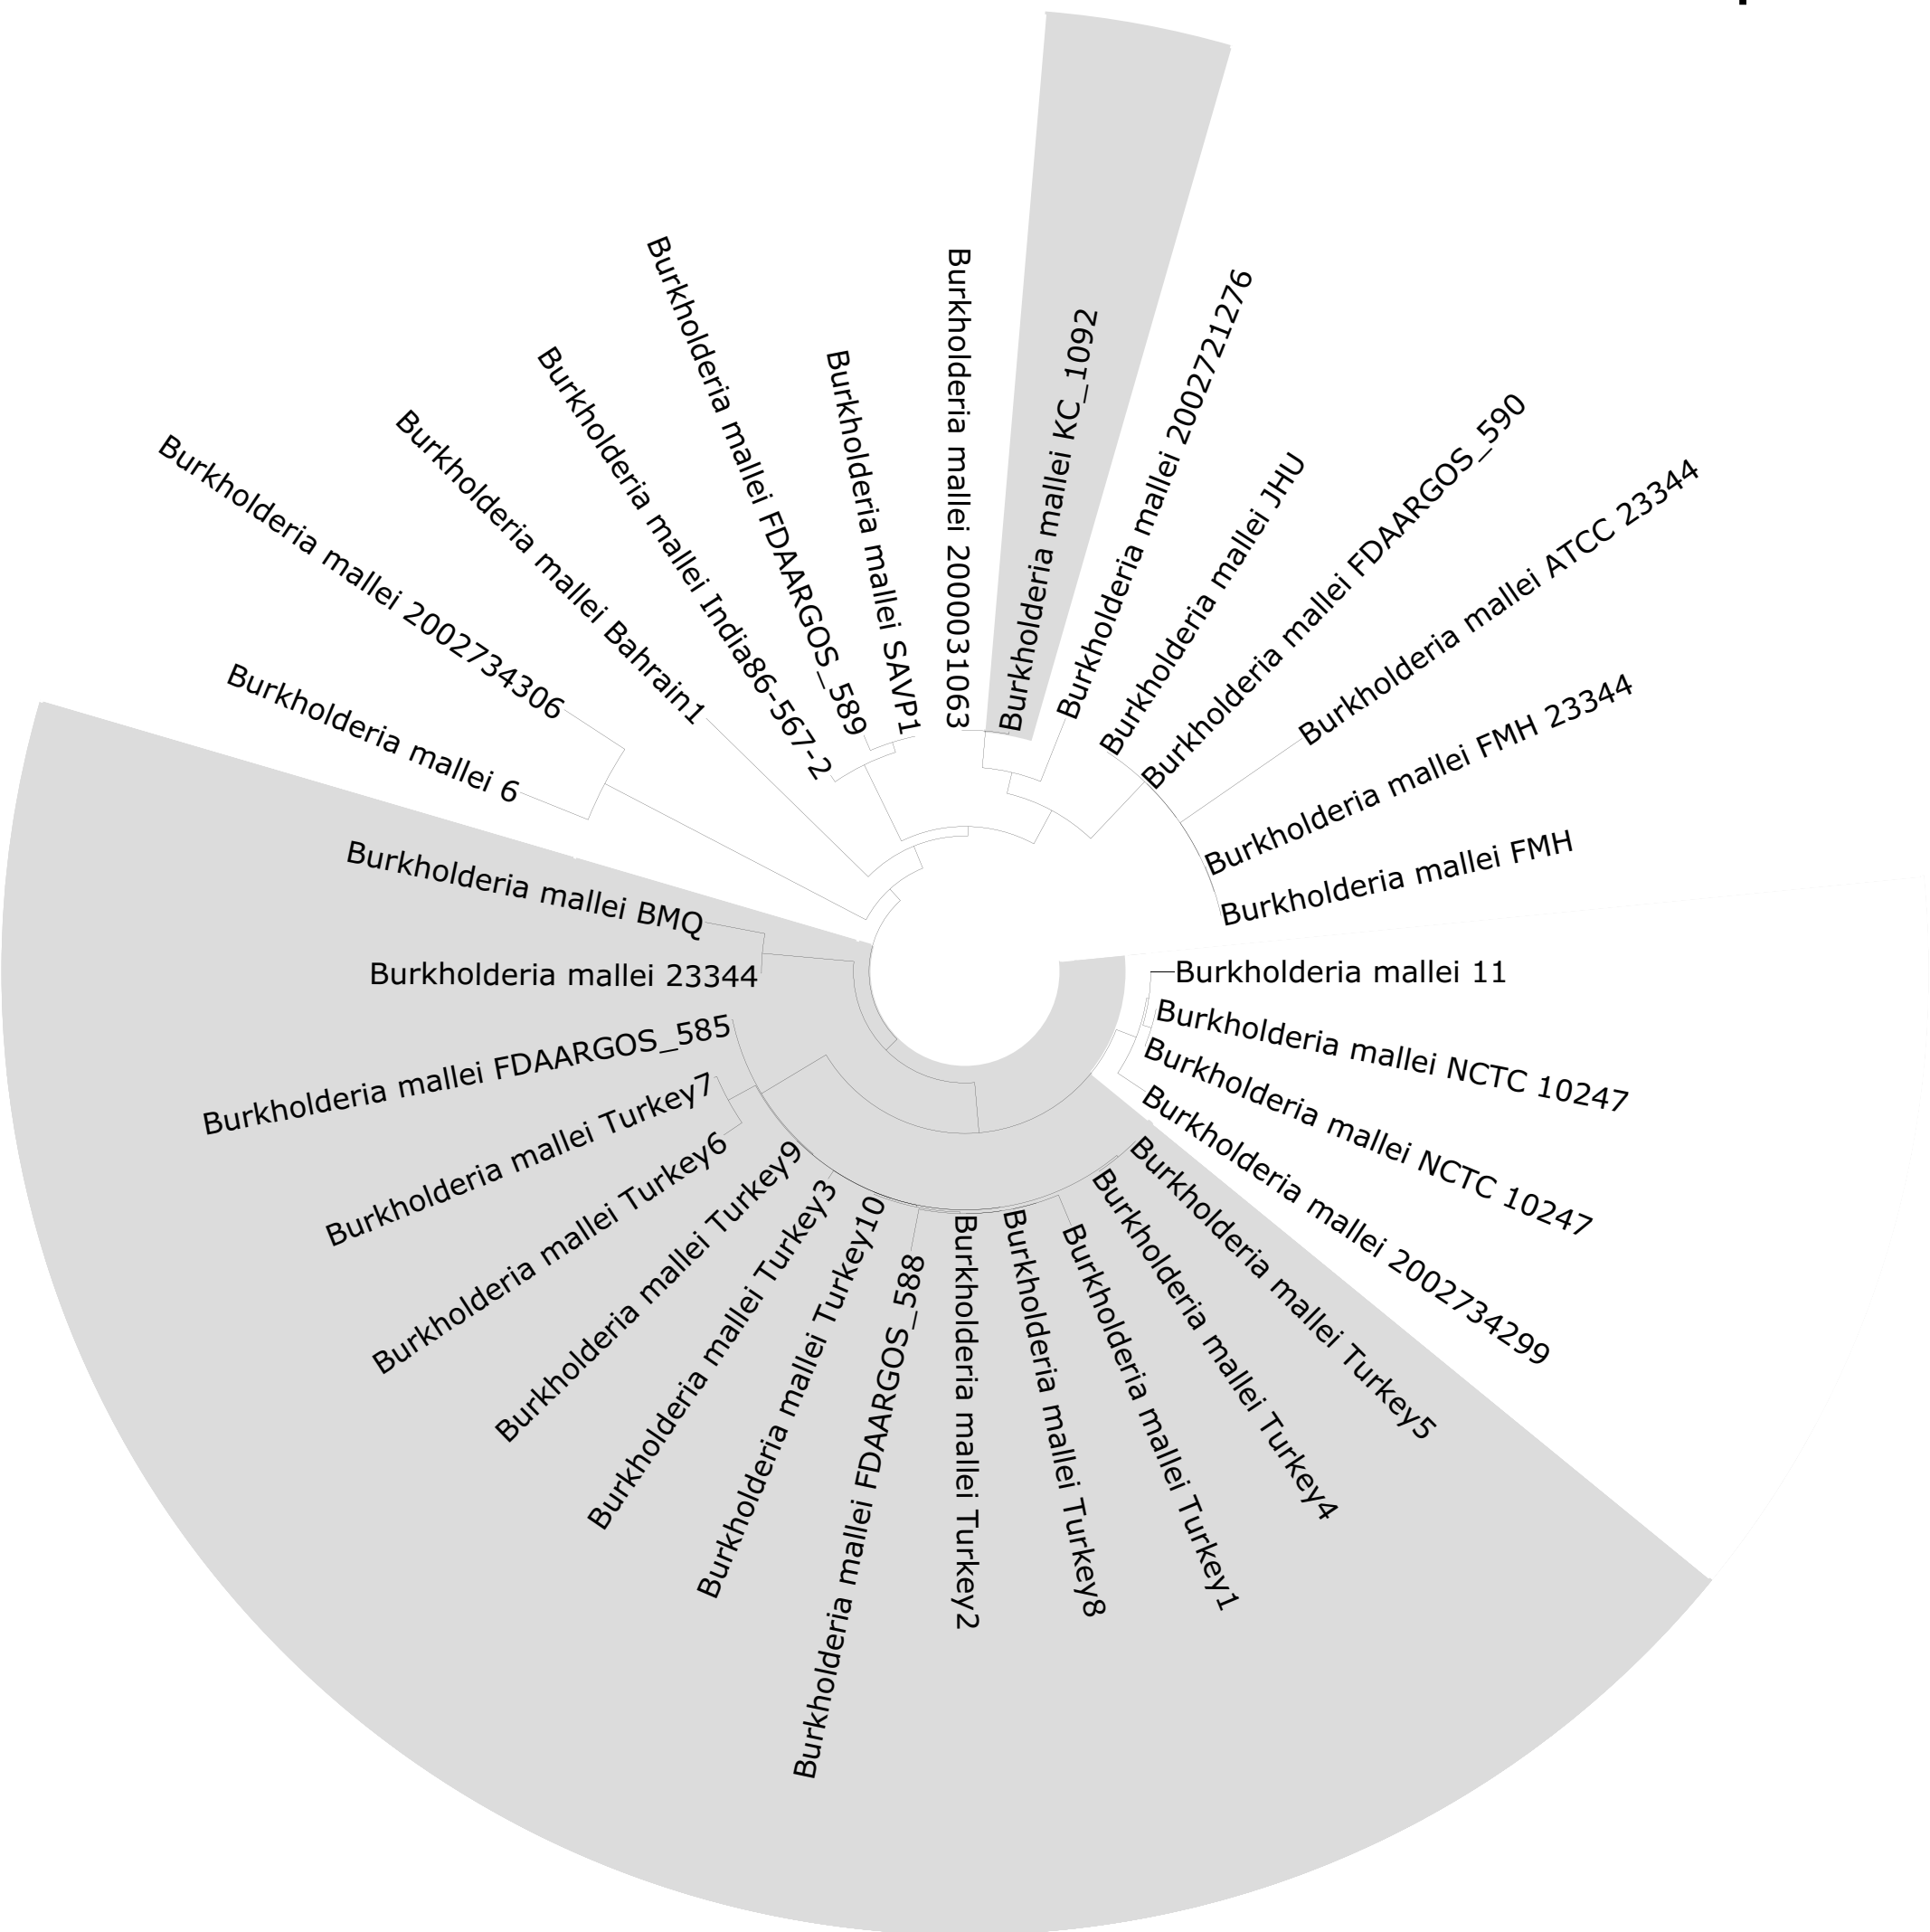 Burkholderia mallei 2000031063
Burkholderia mallei KC_1092
Burkholderia mallei 2002721276
Burkholderia mallei JHU
Burkholderia mallei FDAARGOS_590
Burkholderia mallei ATCC 23344
Burkholderia mallei FMH 23344
Burkholderia mallei FMH
Burkholderia mallei 11
Burkholderia mallei NCTC 10247
Burkholderia mallei NCTC 10247
Burkholderia mallei 2002734299
Burkholderia mallei Turkey5
Burkholderia mallei Turkey4
Burkholderia mallei Turkey1
Burkholderia mallei Turkey8
Burkholderia mallei Turkey2
Burkholderia mallei FDAARGOS_588
Burkholderia mallei Turkey10
Burkholderia mallei Turkey3
Burkholderia mallei Turkey9
Burkholderia mallei Turkey6
Burkholderia mallei Turkey7
Burkholderia mallei FDAARGOS_585
Burkholderia mallei 23344
Burkholderia mallei BMQ
Burkholderia mallei 6
Burkholderia mallei 2002734306
Burkholderia mallei Bahrain1
Burkholderia mallei India86-567-2
Burkholderia mallei FDAARGOS_589
Burkholderia mallei SAVP1